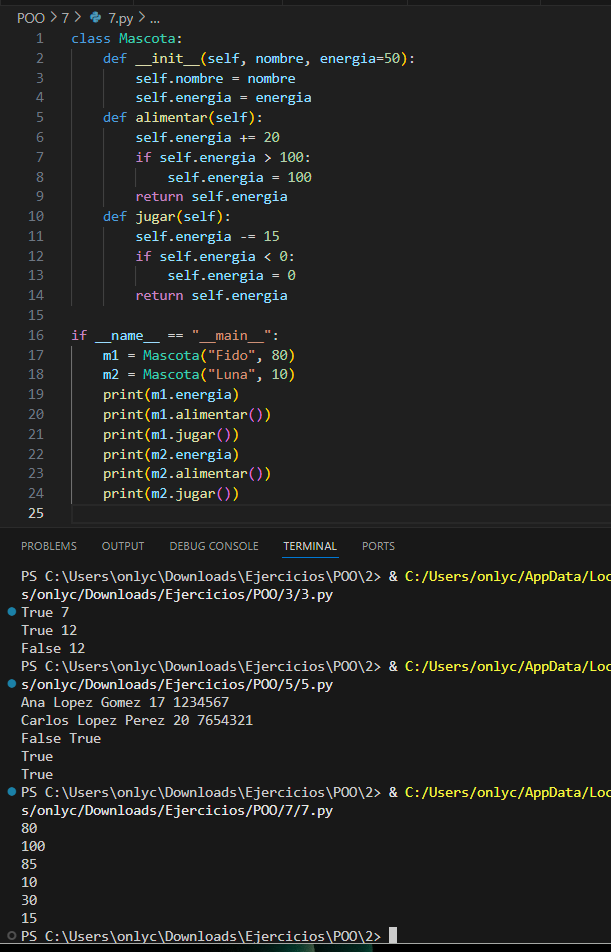 POO > 7 > 7.py > ...
1 class Mascota:
2     def __init__(self, nombre, energia=50):
3         self.nombre = nombre
4         self.energia = energia
5     def alimentar(self):
6         self.energia += 20
7         if self.energia > 100:
8             self.energia = 100
9         return self.energia
10     def jugar(self):
11         self.energia -= 15
12         if self.energia < 0:
13             self.energia = 0
14         return self.energia
15
16 if __name__ == "__main__":
17     m1 = Mascota("Fido", 80)
18     m2 = Mascota("Luna", 10)
19     print(m1.energia)
20     print(m1.alimentar())
21     print(m1.jugar())
22     print(m2.energia)
23     print(m2.alimentar())
24     print(m2.jugar())
25
PROBLEMS OUTPUT DEBUG CONSOLE TERMINAL PORTS
PS C:\Users\onlyc\Downloads\Ejercicios\POO\2> & C:/Users/onlyc/AppData/Loc
s/onlyc/Downloads/Ejercicios/POO/3/3.py
True 7
True 12
False 12
PS C:\Users\onlyc\Downloads\Ejercicios\POO\2> & C:/Users/onlyc/AppData/Loc
s/onlyc/Downloads/Ejercicios/POO/5/5.py
Ana Lopez Gomez 17 1234567
Carlos Lopez Perez 20 7654321
False True
True
True
PS C:\Users\onlyc\Downloads\Ejercicios\POO\2> & C:/Users/onlyc/AppData/Loc
s/onlyc/Downloads/Ejercicios/POO/7/7.py
80
100
85
10
30
15
PS C:\Users\onlyc\Downloads\Ejercicios\POO\2>